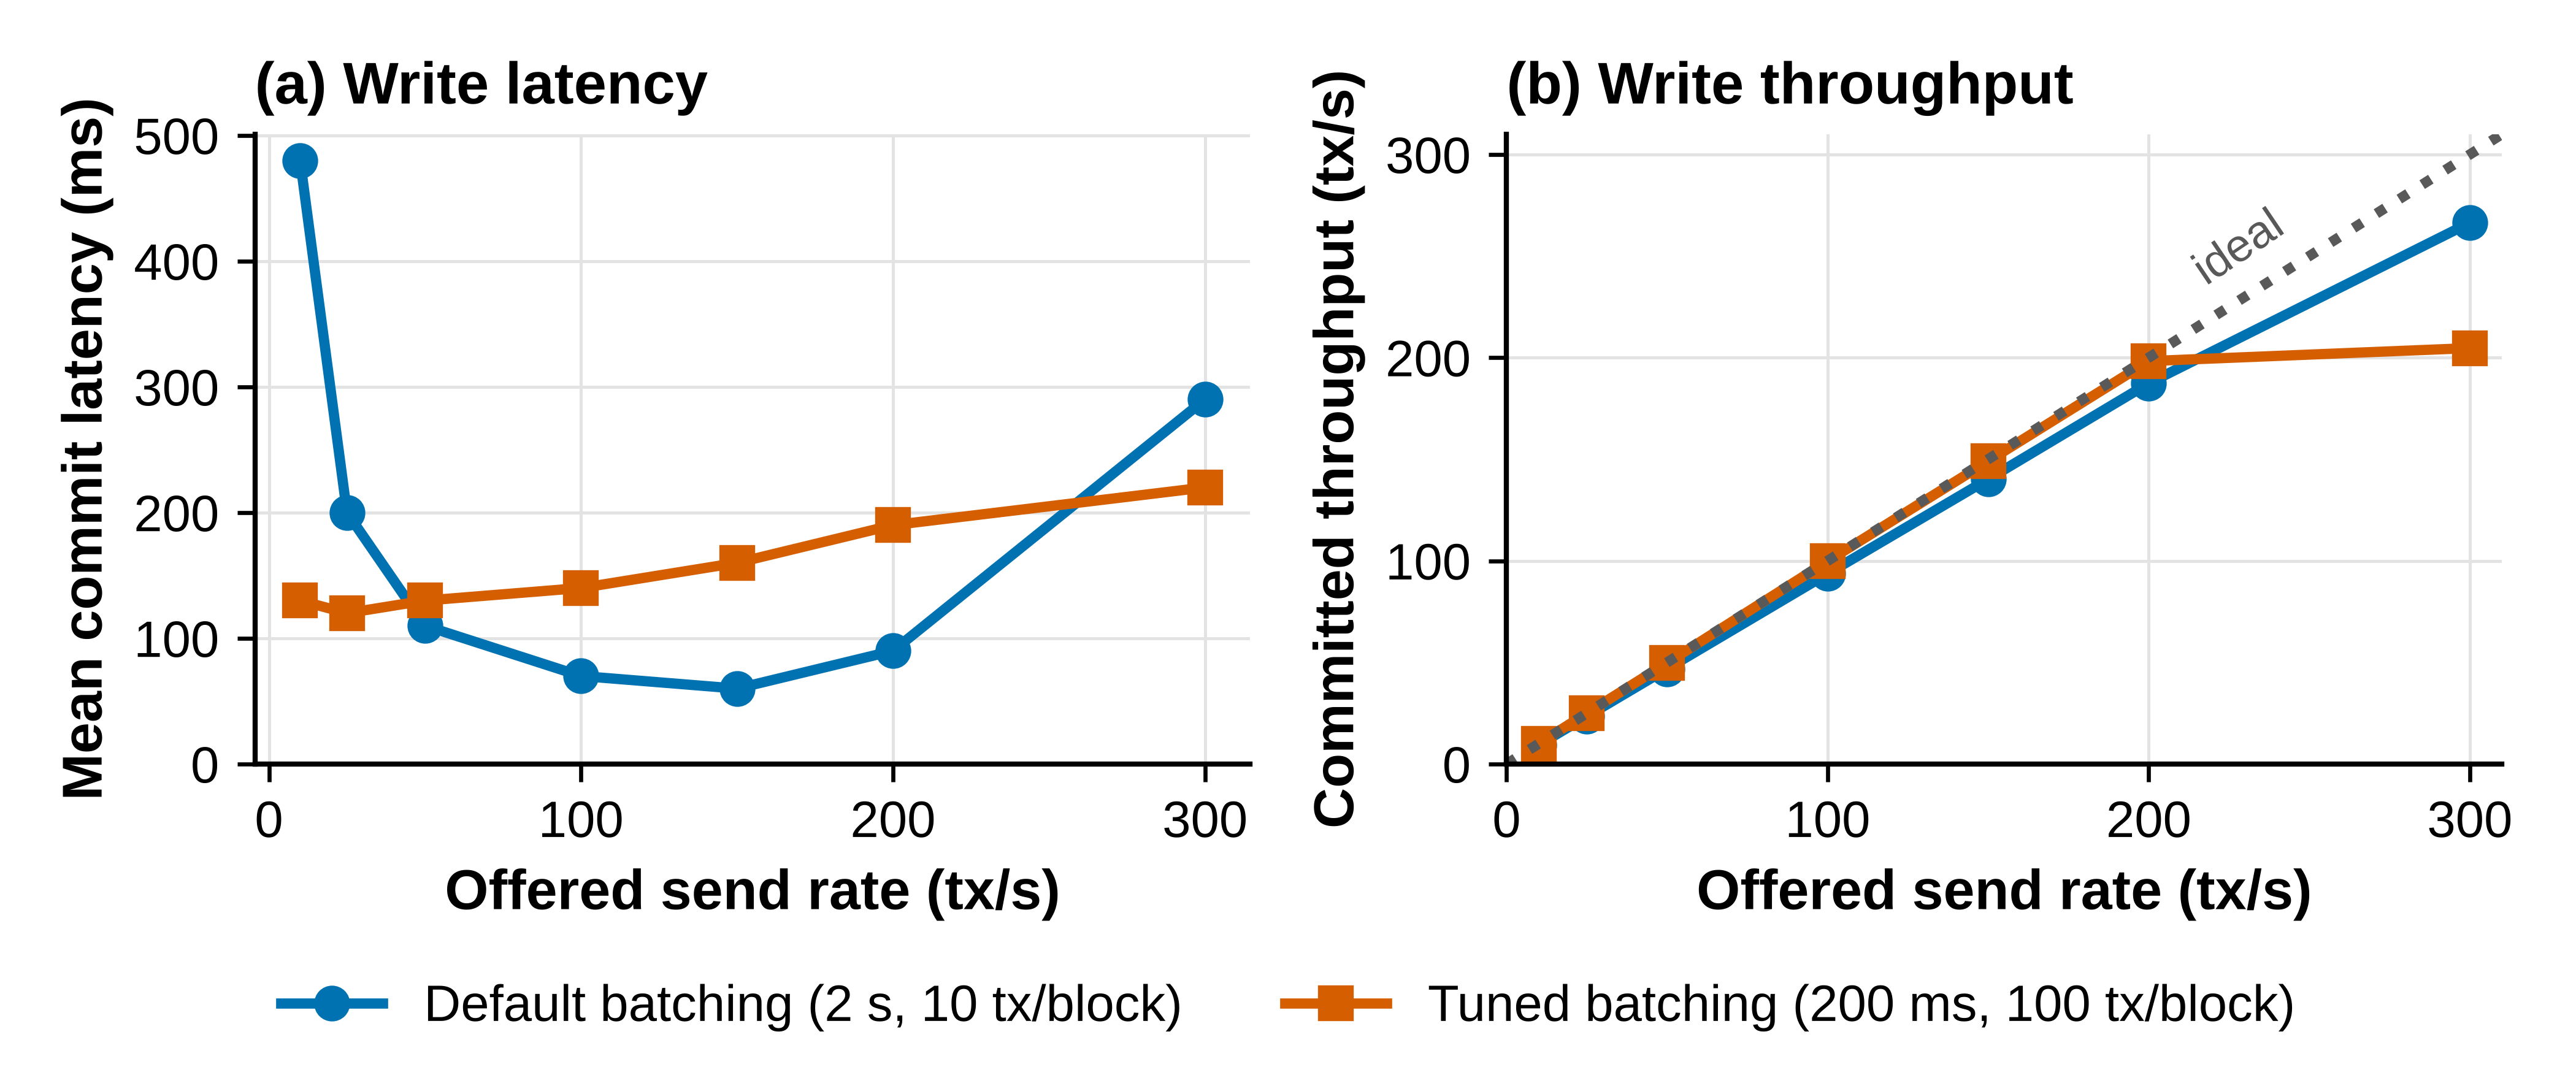 (a) Write latency
Mean commit latency (ms)
500
400
300
200
100
0
0 100 200 300
Offered send rate (tx/s)
(b) Write throughput
Committed throughput (tx/s)
300
200
100
0
ideal
0 100 200 300
Offered send rate (tx/s)
Default batching (2 s, 10 tx/block)
Tuned batching (200 ms, 100 tx/block)